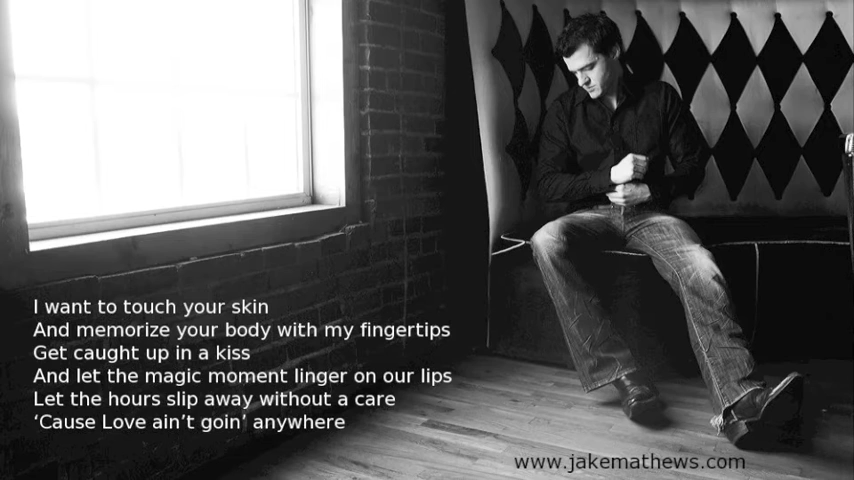 I want to touch your skin
And memorize your body with my fingertips
Get caught up in a kiss
And let the magic moment linger on our lips
Let the hours slip away without a care
‘Cause Love ain’t goin’ anywhere
www.jakemathews.com